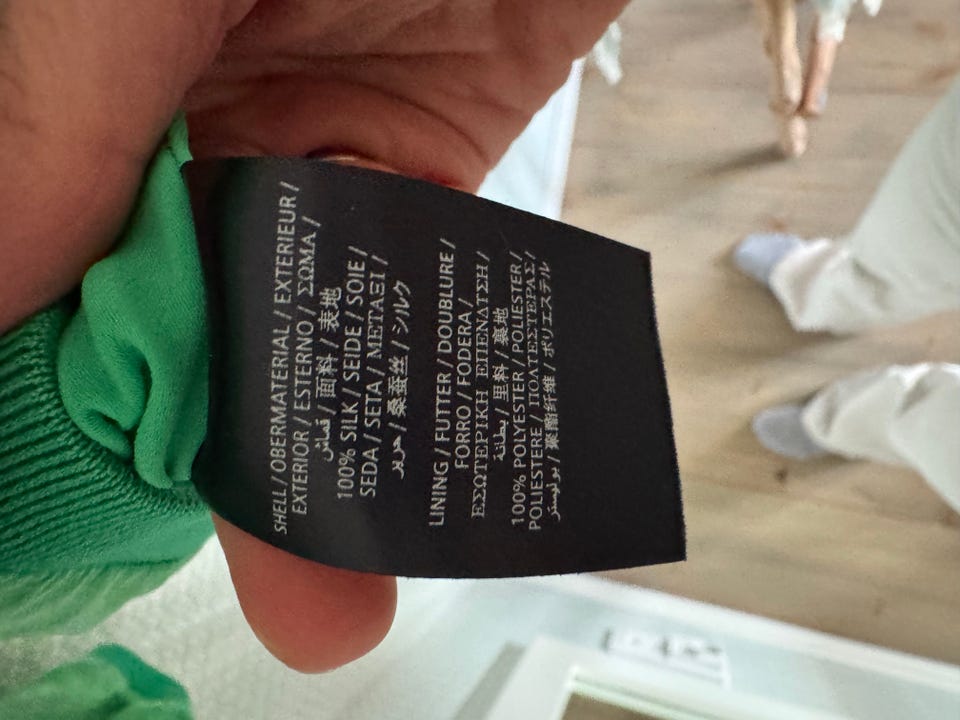 SHELL / OBERMATERIAL / EXTERIEUR /
EXTERIOR / ESTERNO / ΣΩΜΑ /
قماش / 面料 / 表地
100% SILK / SEIDE / SOIE /
SEDA / SETA / ΜΕΤΑΞΙ /
حرير / 桑蚕丝 / シルク
LINING / FUTTER / DOUBLURE /
FORRO / FODERA /
ΕΣΩΤΕΡΙΚΗ ΕΠΕΝΔΥΣΗ /
بطانة / 里料 / 裏地
100% POLYESTER / POLIESTER /
POLIESTERE / ΠΟΛΥΕΣΤΕΡΑΣ /
بوليستر / 聚酯纤维 / ポリエステル